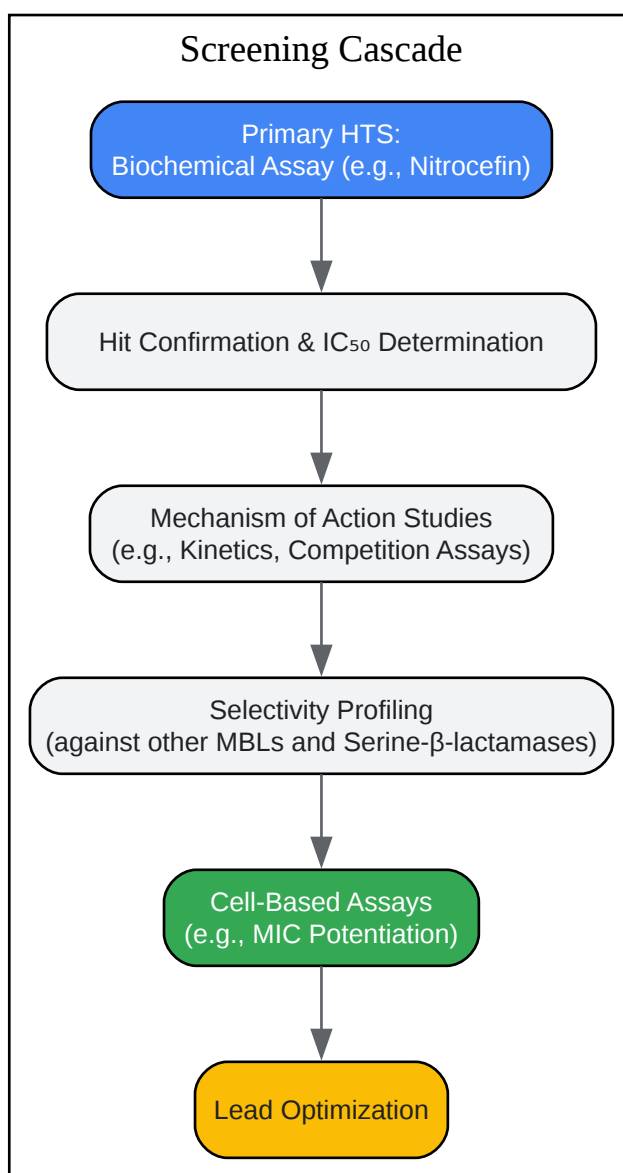 Screening Cascade
Primary HTS:
Biochemical Assay (e.g., Nitrocefin)
Hit Confirmation & IC₅₀ Determination
Mechanism of Action Studies
(e.g., Kinetics, Competition Assays)
Selectivity Profiling
(against other MBLs and Serine-β-lactamases)
Cell-Based Assays
(e.g., MIC Potentiation)
Lead Optimization